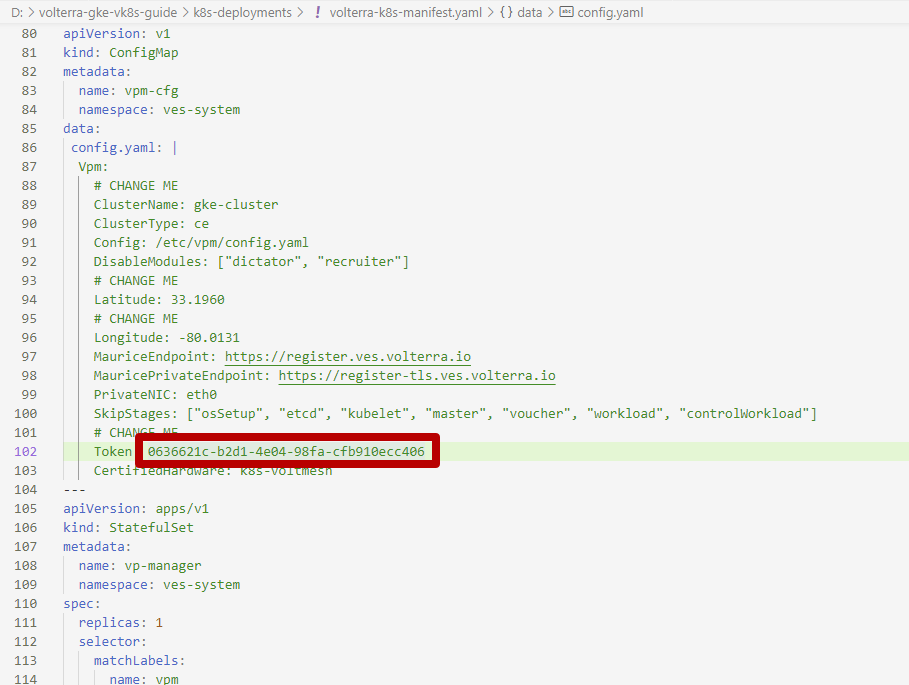 D: > volterra-gke-vk8s-guide > k8s-deployments > ! volterra-k8s-manifest.yaml > {} data > abc config.yaml
80 apiVersion: v1
81 kind: ConfigMap
82 metadata:
83 name: vpm-cfg
84 namespace: ves-system
85 data:
86 config.yaml: |
87 Vpm:
88 # CHANGE ME
89 ClusterName: gke-cluster
90 ClusterType: ce
91 Config: /etc/vpm/config.yaml
92 DisableModules: ["dictator", "recruiter"]
93 # CHANGE ME
94 Latitude: 33.1960
95 # CHANGE ME
96 Longitude: -80.0131
97 MauriceEndpoint: https://register.ves.volterra.io
98 MauricePrivateEndpoint: https://register-tls.ves.volterra.io
99 PrivateNIC: eth0
100 SkipStages: ["osSetup", "etcd", "kubelet", "master", "voucher", "workload", "controlWorkload"]
101 # CHANGE ME
102 Token 0636621c-b2d1-4e04-98fa-cfb910ecc406
103 CertifiedHardware: k8s-voltmesh
104 ---
105 apiVersion: apps/v1
106 kind: StatefulSet
107 metadata:
108 name: vp-manager
109 namespace: ves-system
110 spec:
111 replicas: 1
112 selector:
113 matchLabels:
114 name: vpm